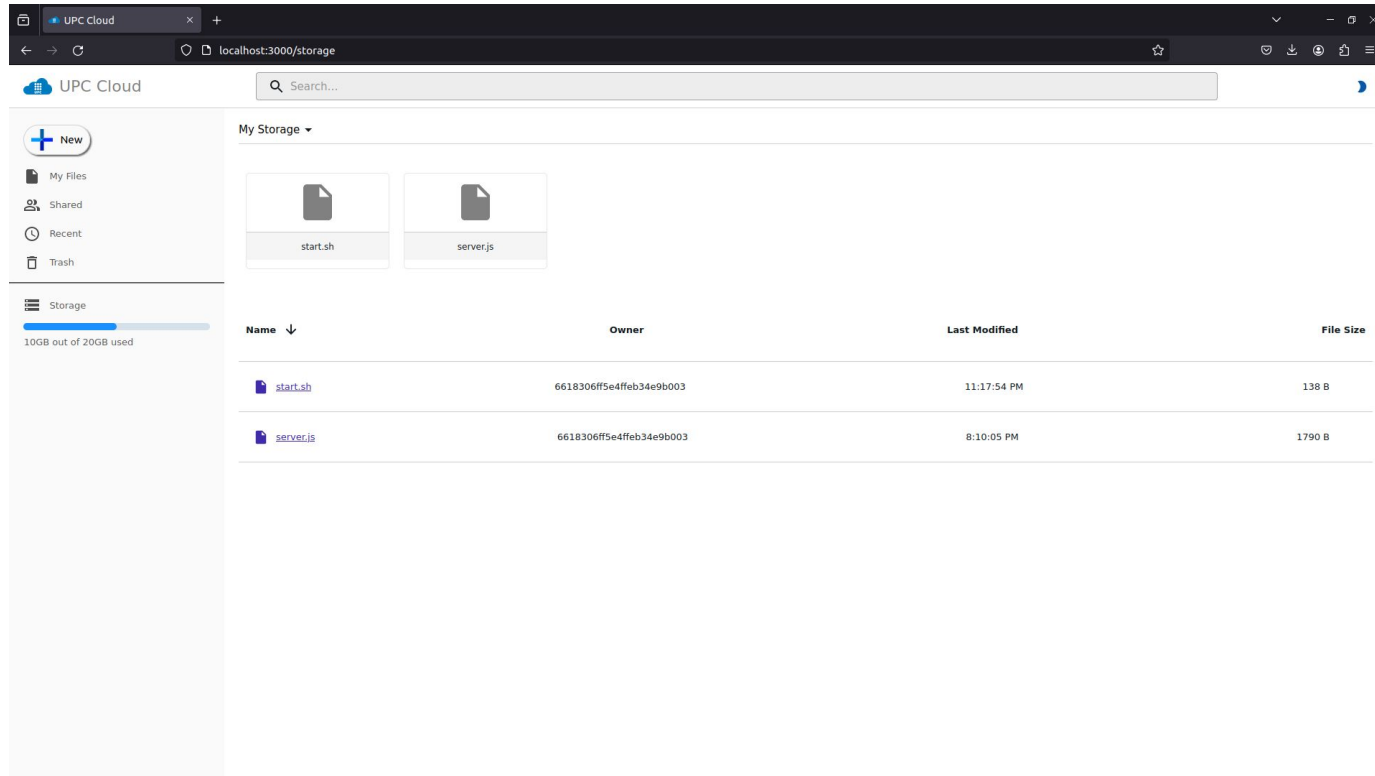 UPC Cloud
localhost:3000/storage
UPC Cloud
Search...
New
My Files
Shared
Recent
Trash
Storage
10GB out of 20GB used
My Storage
start.sh server.js
Name Owner Last Modified File Size
start.sh 6618306ff5e4ffeb34e9b003 11:17:54 PM 138 B
server.js 6618306ff5e4ffeb34e9b003 8:10:05 PM 1790 B